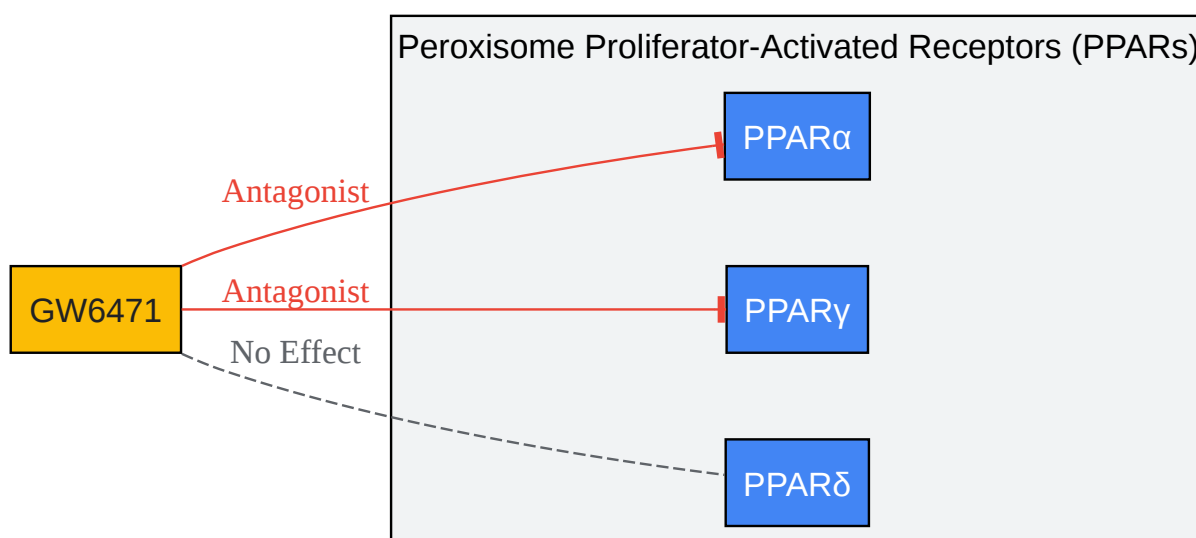 Peroxisome Proliferator-Activated Receptors (PPARs)
PPARα
Antagonist
GW6471
Antagonist
PPARγ
No Effect
PPARδ